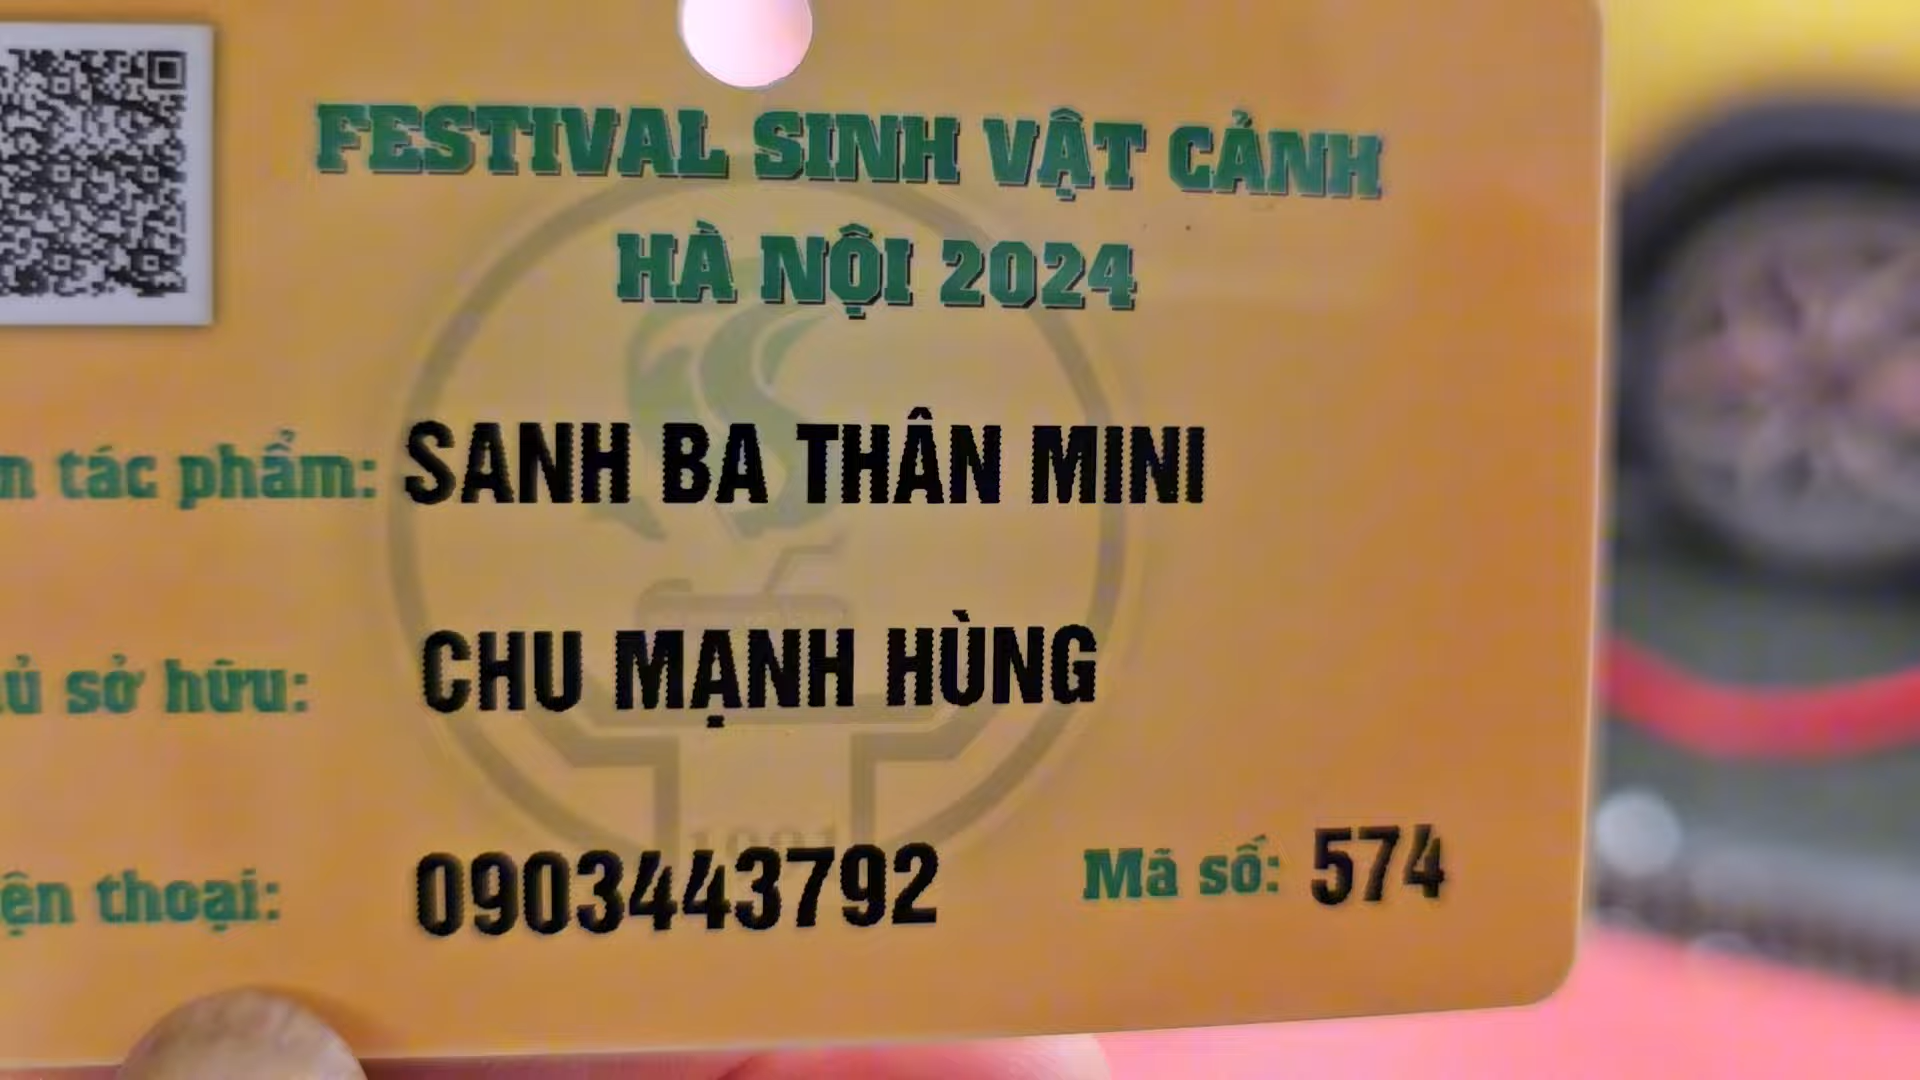 FESTIVAL SINH VẬT CẢNH
HÀ NỘI 2024
tác phẩm: SANH BA THÂN MINI
sở hữu: CHU MẠNH HÙNG
thoại: 0903443792 Mã số: 574